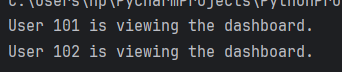 C:\Users\hp\PycharmProjects\PythonPro
User 101 is viewing the dashboard.
User 102 is viewing the dashboard.